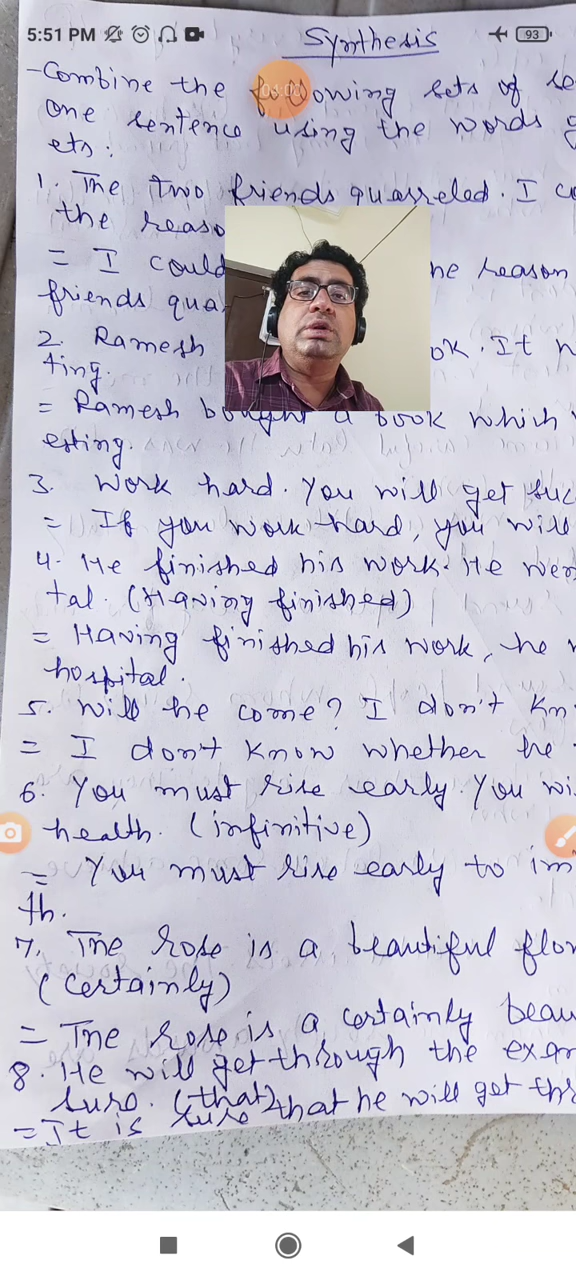 5:51 PM
93
Synthesis
-Combine the following sets of se
one sentence using the words g
ets:
1. The two friends quarreled. I co
the reaso
= I could he reason
friends qua
2. Ramesh ok. It
ting.
= Ramesh bought a book which
esting.
3. Work hard. You will get suc
= If you work hard, you will
4. He finished his work. He wen
tal. (Having finished)
= Having finished his work, he
hospital.
5. Will he come? I don't kn
= I don't know whether he
6. You must rise early. You wi
health. (infinitive)
= You must rise early to im
th.
7. The rose is a beautiful flow
(certainly)
= The rose is a certainly beau
8. He will get through the exam
sure. (that)
= It is sure that he will get thr